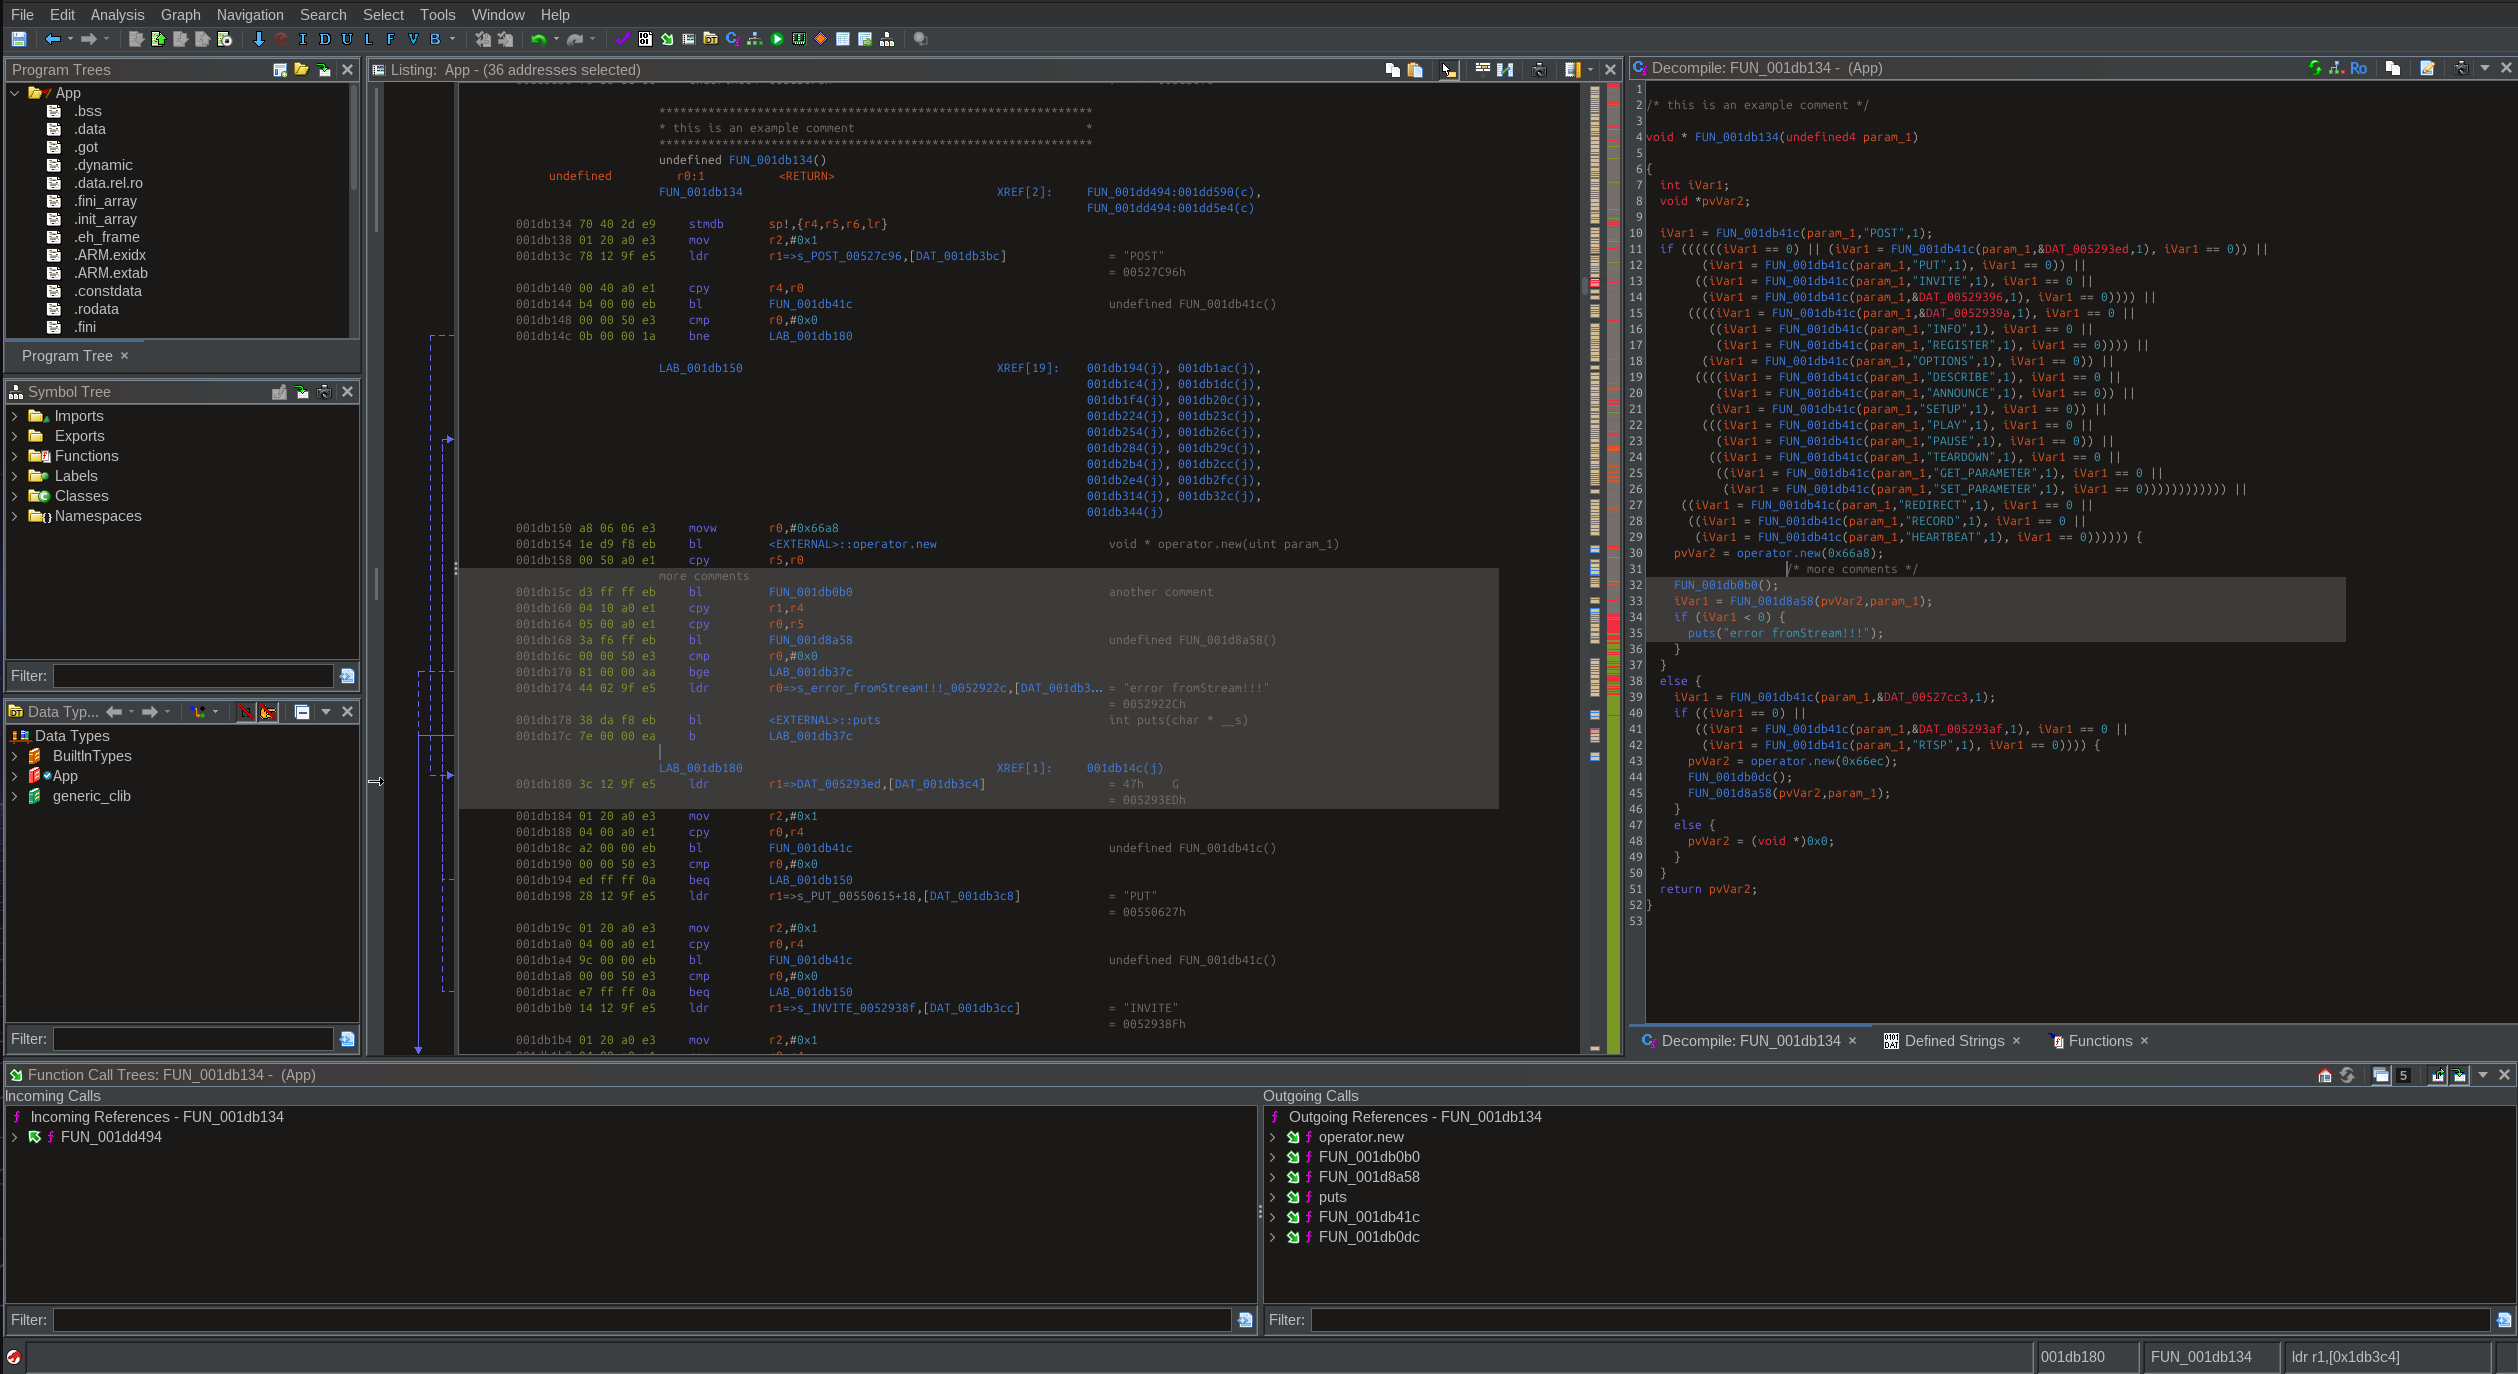 File Edit Analysis Graph Navigation Search Select Tools Window Help
I D U L F V B
Program Trees
App
.bss
.data
.got
.dynamic
.data.rel.ro
.fini_array
.init_array
.eh_frame
.ARM.exidx
.ARM.extab
.constdata
.rodata
.fini
Program Tree ×
Symbol Tree
Imports
Exports
Functions
Labels
Classes
Namespaces
Filter:
Data Typ...
Data Types
BuiltInTypes
App
generic_clib
Filter:
Listing: App - (36 addresses selected)
**************************************************************
* this is an example comment *
**************************************************************
undefined FUN_001db134()
undefined r0:1 <RETURN>
FUN_001db134 XREF[2]: FUN_001dd494:001dd590(c),
FUN_001dd494:001dd5e4(c)
001db134 70 40 2d e9 stmdb sp!,{r4,r5,r6,lr}
001db138 01 20 a0 e3 mov r2,#0x1
001db13c 78 12 9f e5 ldr r1=>s_POST_00527c96,[DAT_001db3bc] = "POST"
= 00527C96h
001db140 00 40 a0 e1 cpy r4,r0
001db144 b4 00 00 eb bl FUN_001db41c undefined FUN_001db41c()
001db148 00 00 50 e3 cmp r0,#0x0
001db14c 0b 00 00 1a bne LAB_001db180
LAB_001db150 XREF[19]: 001db194(j), 001db1ac(j),
001db1c4(j), 001db1dc(j),
001db1f4(j), 001db20c(j),
001db224(j), 001db23c(j),
001db254(j), 001db26c(j),
001db284(j), 001db29c(j),
001db2b4(j), 001db2cc(j),
001db2e4(j), 001db2fc(j),
001db314(j), 001db32c(j),
001db344(j)
001db150 a8 06 06 e3 movw r0,#0x66a8
001db154 1e d9 f8 eb bl <EXTERNAL>::operator.new void * operator.new(uint param_1)
001db158 00 50 a0 e1 cpy r5,r0
more comments
001db15c d3 ff ff eb bl FUN_001db0b0 another comment
001db160 04 10 a0 e1 cpy r1,r4
001db164 05 00 a0 e1 cpy r0,r5
001db168 3a f6 ff eb bl FUN_001d8a58 undefined FUN_001d8a58()
001db16c 00 00 50 e3 cmp r0,#0x0
001db170 81 00 00 aa bge LAB_001db37c
001db174 44 02 9f e5 ldr r0=>s_error_fromStream!!!_0052922c,[DAT_001db3... = "error fromStream!!!"
= 0052922Ch
001db178 38 da f8 eb bl <EXTERNAL>::puts int puts(char * __s)
001db17c 7e 00 00 ea b LAB_001db37c
LAB_001db180 XREF[1]: 001db14c(j)
001db180 3c 12 9f e5 ldr r1=>DAT_005293ed,[DAT_001db3c4] = 47h G
= 005293EDh
001db184 01 20 a0 e3 mov r2,#0x1
001db188 04 00 a0 e1 cpy r0,r4
001db18c a2 00 00 eb bl FUN_001db41c undefined FUN_001db41c()
001db190 00 00 50 e3 cmp r0,#0x0
001db194 ed ff ff 0a beq LAB_001db150
001db198 28 12 9f e5 ldr r1=>s_PUT_00550615+18,[DAT_001db3c8] = "PUT"
= 00550627h
001db19c 01 20 a0 e3 mov r2,#0x1
001db1a0 04 00 a0 e1 cpy r0,r4
001db1a4 9c 00 00 eb bl FUN_001db41c undefined FUN_001db41c()
001db1a8 00 00 50 e3 cmp r0,#0x0
001db1ac e7 ff ff 0a beq LAB_001db150
001db1b0 14 12 9f e5 ldr r1=>s_INVITE_0052938f,[DAT_001db3cc] = "INVITE"
= 0052938Fh
001db1b4 01 20 a0 e3 mov r2,#0x1
Decompile: FUN_001db134 - (App)
Ro
1
2 /* this is an example comment */
3
4 void * FUN_001db134(undefined4 param_1)
5
6 {
7 int iVar1;
8 void *pvVar2;
9
10 iVar1 = FUN_001db41c(param_1,"POST",1);
11 if ((((((iVar1 == 0) || (iVar1 = FUN_001db41c(param_1,&DAT_005293ed,1), iVar1 == 0)) ||
12 (iVar1 = FUN_001db41c(param_1,"PUT",1), iVar1 == 0)) ||
13 ((iVar1 = FUN_001db41c(param_1,"INVITE",1), iVar1 == 0 ||
14 (iVar1 = FUN_001db41c(param_1,&DAT_00529396,1), iVar1 == 0)))) ||
15 ((((iVar1 = FUN_001db41c(param_1,&DAT_0052939a,1), iVar1 == 0 ||
16 ((iVar1 = FUN_001db41c(param_1,"INFO",1), iVar1 == 0 ||
17 (iVar1 = FUN_001db41c(param_1,"REGISTER",1), iVar1 == 0)))) ||
18 (iVar1 = FUN_001db41c(param_1,"OPTIONS",1), iVar1 == 0)) ||
19 ((((iVar1 = FUN_001db41c(param_1,"DESCRIBE",1), iVar1 == 0 ||
20 (iVar1 = FUN_001db41c(param_1,"ANNOUNCE",1), iVar1 == 0)) ||
21 (iVar1 = FUN_001db41c(param_1,"SETUP",1), iVar1 == 0)) ||
22 (((iVar1 = FUN_001db41c(param_1,"PLAY",1), iVar1 == 0 ||
23 (iVar1 = FUN_001db41c(param_1,"PAUSE",1), iVar1 == 0)) ||
24 ((iVar1 = FUN_001db41c(param_1,"TEARDOWN",1), iVar1 == 0 ||
25 ((iVar1 = FUN_001db41c(param_1,"GET_PARAMETER",1), iVar1 == 0 ||
26 (iVar1 = FUN_001db41c(param_1,"SET_PARAMETER",1), iVar1 == 0)))))))))))) ||
27 ((iVar1 = FUN_001db41c(param_1,"REDIRECT",1), iVar1 == 0 ||
28 ((iVar1 = FUN_001db41c(param_1,"RECORD",1), iVar1 == 0 ||
29 (iVar1 = FUN_001db41c(param_1,"HEARTBEAT",1), iVar1 == 0)))))) {
30 pvVar2 = operator.new(0x66a8);
31 /* more comments */
32 FUN_001db0b0();
33 iVar1 = FUN_001d8a58(pvVar2,param_1);
34 if (iVar1 < 0) {
35 puts("error fromStream!!!");
36 }
37 }
38 else {
39 iVar1 = FUN_001db41c(param_1,&DAT_00527cc3,1);
40 if ((iVar1 == 0) ||
41 ((iVar1 = FUN_001db41c(param_1,&DAT_005293af,1), iVar1 == 0 ||
42 (iVar1 = FUN_001db41c(param_1,"RTSP",1), iVar1 == 0)))) {
43 pvVar2 = operator.new(0x66ec);
44 FUN_001db0dc();
45 FUN_001d8a58(pvVar2,param_1);
46 }
47 else {
48 pvVar2 = (void *)0x0;
49 }
50 }
51 return pvVar2;
52 }
53
Decompile: FUN_001db134 × Defined Strings × Functions ×
Function Call Trees: FUN_001db134 - (App)
5
Incoming Calls
Incoming References - FUN_001db134
FUN_001dd494
Filter:
Outgoing Calls
Outgoing References - FUN_001db134
operator.new
FUN_001db0b0
FUN_001d8a58
puts
FUN_001db41c
FUN_001db0dc
Filter:
001db180 FUN_001db134 ldr r1,[0x1db3c4]